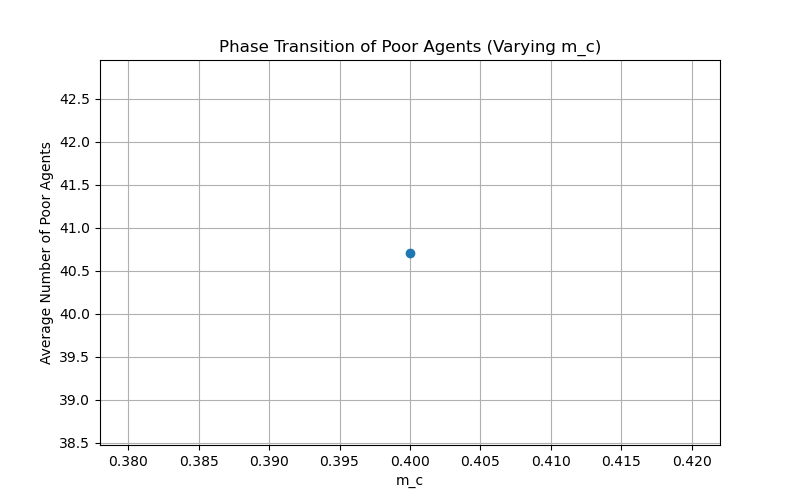 Phase Transition of Poor Agents (Varying m_c)
Average Number of Poor Agents
42.5
42.0
41.5
41.0
40.5
40.0
39.5
39.0
38.5
0.380 0.385 0.390 0.395 0.400 0.405 0.410 0.415 0.420
m_c